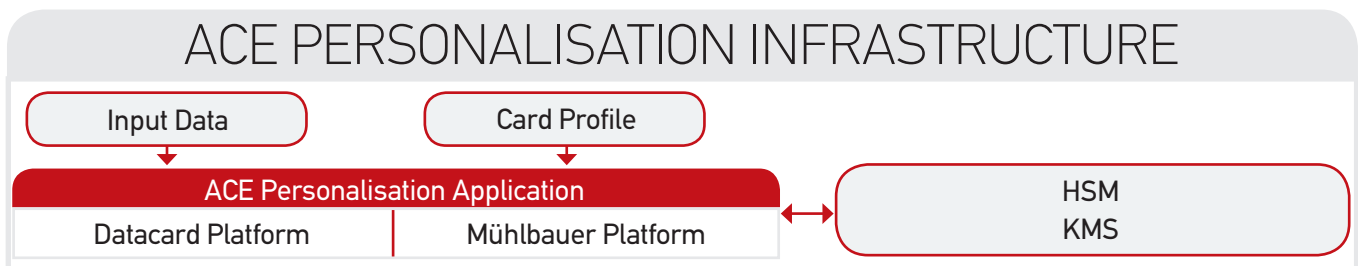 ACE PERSONALISATION INFRASTRUCTURE
Input Data
Card Profile
ACE Personalisation Application
Datacard Platform
Mühlbauer Platform
HSM
KMS